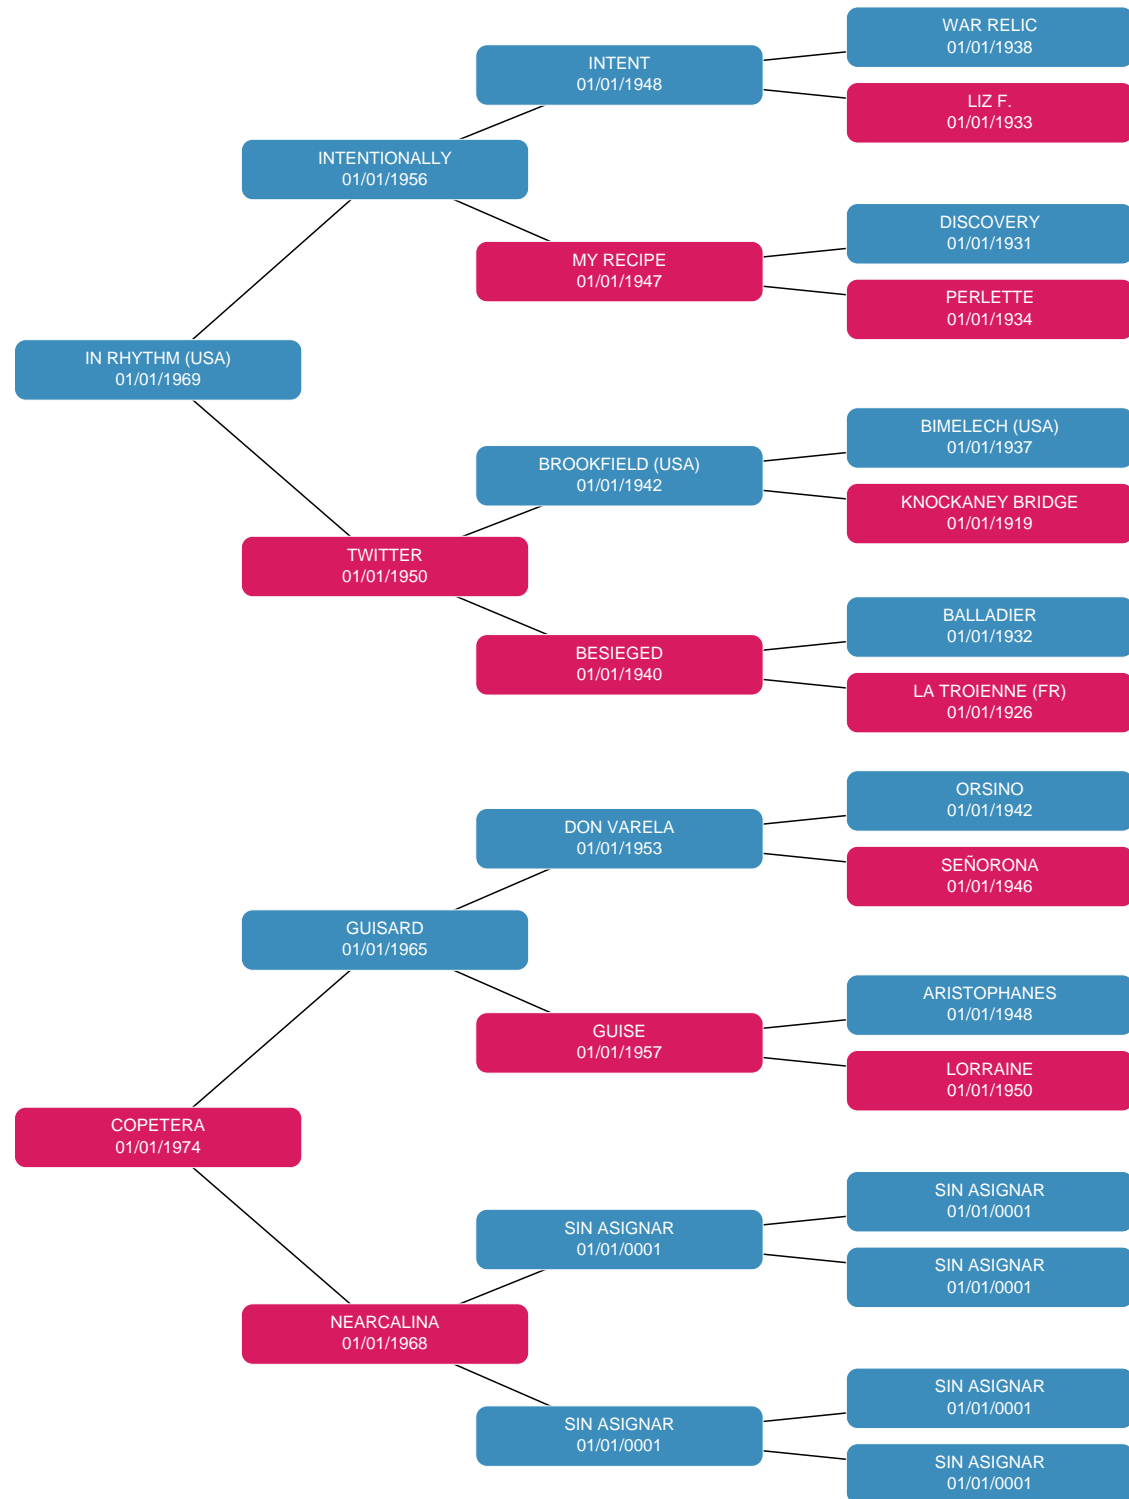 WAR RELIC
01/01/1938
INTENT
01/01/1948
LIZ F.
01/01/1933
INTENTIONALLY
01/01/1956
DISCOVERY
01/01/1931
MY RECIPE
01/01/1947
PERLETTE
01/01/1934
IN RHYTHM (USA)
01/01/1969
BIMELECH (USA)
01/01/1937
BROOKFIELD (USA)
01/01/1942
KNOCKANEY BRIDGE
01/01/1919
TWITTER
01/01/1950
BALLADIER
01/01/1932
BESIEGED
01/01/1940
LA TROIENNE (FR)
01/01/1926
ORSINO
01/01/1942
DON VARELA
01/01/1953
SEÑORONA
01/01/1946
GUISARD
01/01/1965
ARISTOPHANES
01/01/1948
GUISE
01/01/1957
LORRAINE
01/01/1950
COPETERA
01/01/1974
SIN ASIGNAR
01/01/0001
SIN ASIGNAR
01/01/0001
SIN ASIGNAR
01/01/0001
NEARCALINA
01/01/1968
SIN ASIGNAR
01/01/0001
SIN ASIGNAR
01/01/0001
SIN ASIGNAR
01/01/0001